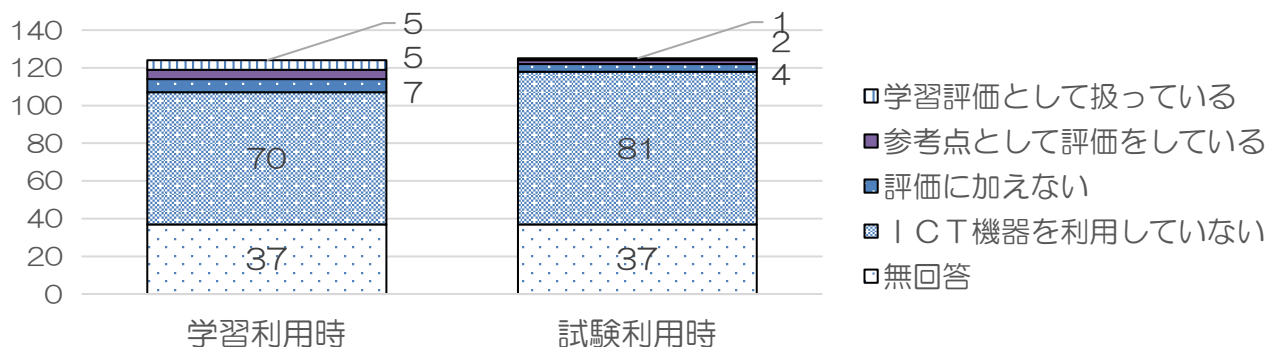 140
120
100
80
60
40
20
0
5
5
7
70
37
学習利用時
1
2
4
81
37
試験利用時
学習評価として扱っている
参考点として評価をしている
評価に加えない
ＩＣＴ機器を利用していない
無回答